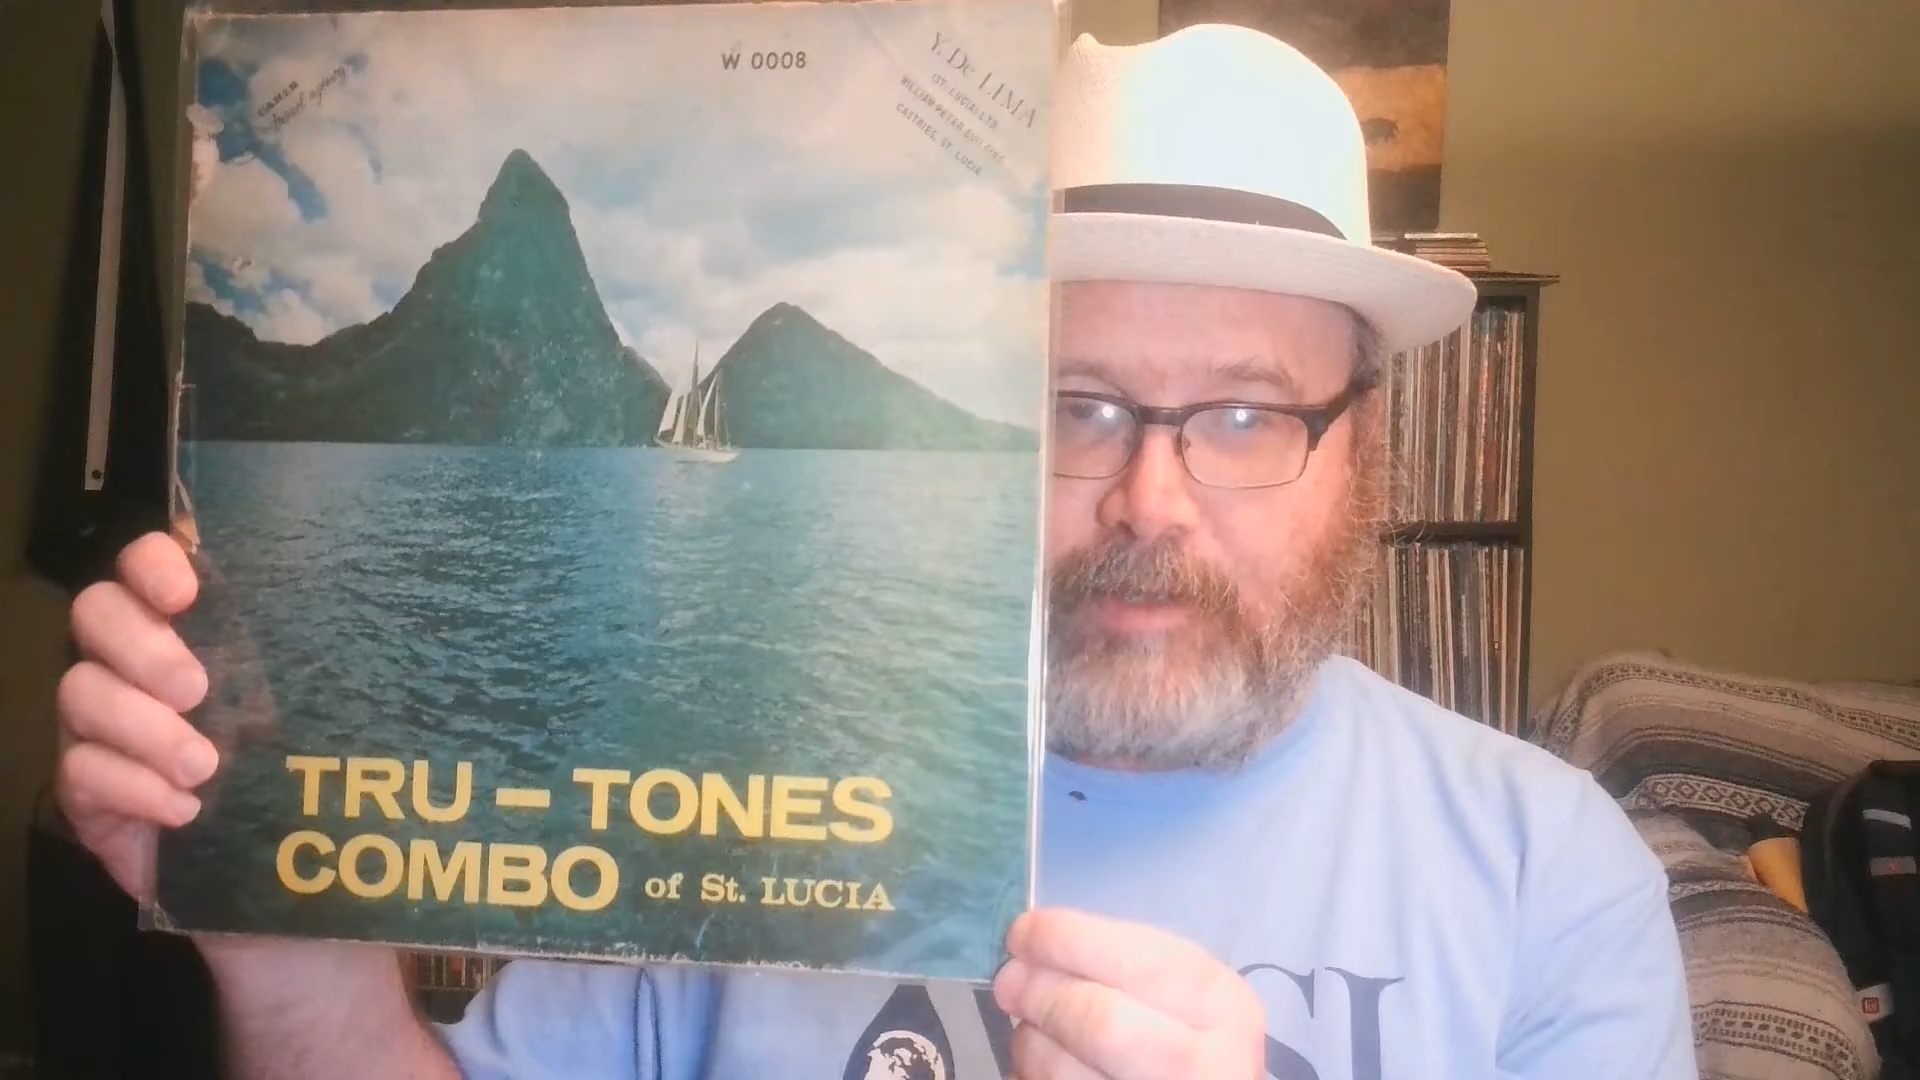 W 0008
Y. De LIMA
(ST. LUCIA) LTD.
WILLIAM PETER BUILDING
CASTRIES, ST. LUCIA
travel agency
TRU – TONES
COMBO of St. LUCIA